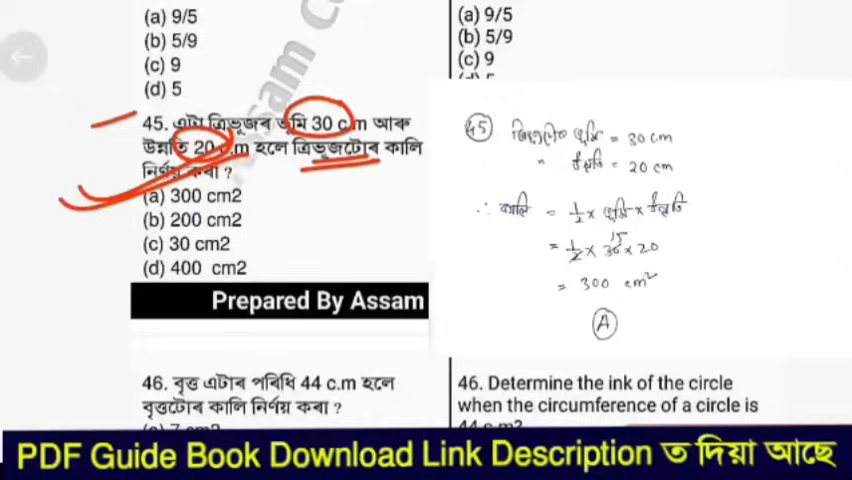 (a) 9/5
(b) 5/9
(c) 9
(d) 5
45. এটা ত্ৰিভুজৰ ভূমি 30 c.m আৰু
উন্নতি 20 c.m হলে ত্ৰিভূজটোৰ কালি
নিৰ্ণয় কৰা ?
(a) 300 cm2
(b) 200 cm2
(c) 30 cm2
(d) 400 cm2
Prepared By Assam
46. বৃত্ত এটাৰ পৰিধি 44 c.m হলে
বৃত্তটোৰ কালি নিৰ্ণয় কৰা ?
(a) 9/5
(b) 5/9
(c) 9
45 ভূমি = 30 cm
" উন্নতি = 20 cm
∴ কালি = 1/2 × ভূমি × উন্নতি
= 1/2 × 30 15 × 20
= 300 cm²
A
46. Determine the ink of the circle
when the circumference of a circle is
44 c.m?
PDF Guide Book Download Link Description ত দিয়া আছে